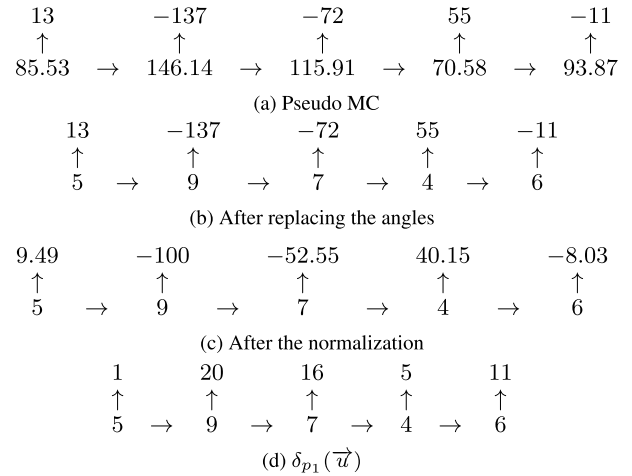 13 −137 −72 55 −11
↑ ↑ ↑ ↑ ↑
85.53 → 146.14 → 115.91 → 70.58 → 93.87
(a) Pseudo MC
13 −137 −72 55 −11
↑ ↑ ↑ ↑ ↑
5 → 9 → 7 → 4 → 6
(b) After replacing the angles
9.49 −100 −52.55 40.15 −8.03
↑ ↑ ↑ ↑ ↑
5 → 9 → 7 → 4 → 6
(c) After the normalization
1 20 16 5 11
↑ ↑ ↑ ↑ ↑
5 → 9 → 7 → 4 → 6
(d) δ_{p_1}(\overrightarrow{u})